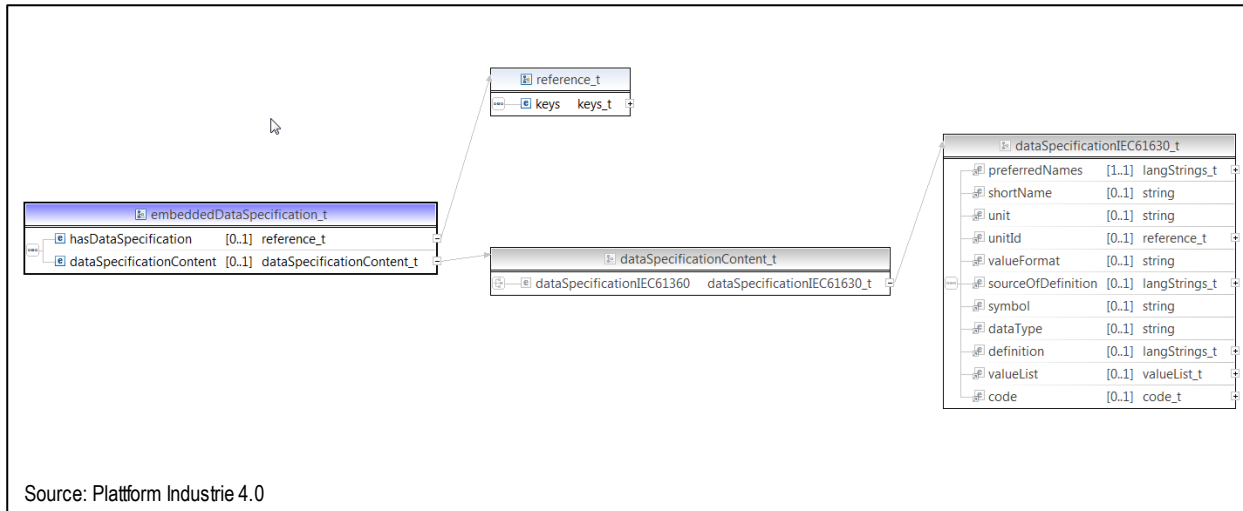 reference_t
keys keys_t
embeddedDataSpecification_t
hasDataSpecification [0..1] reference_t
dataSpecificationContent [0..1] dataSpecificationContent_t
dataSpecificationContent_t
dataSpecificationIEC61360 dataSpecificationIEC61630_t
dataSpecificationIEC61630_t
preferredNames [1..1] langStrings_t
shortName [0..1] string
unit [0..1] string
unitId [0..1] reference_t
valueFormat [0..1] string
sourceOfDefinition [0..1] langStrings_t
symbol [0..1] string
dataType [0..1] string
definition [0..1] langStrings_t
valueList [0..1] valueList_t
code [0..1] code_t
Source: Plattform Industrie 4.0